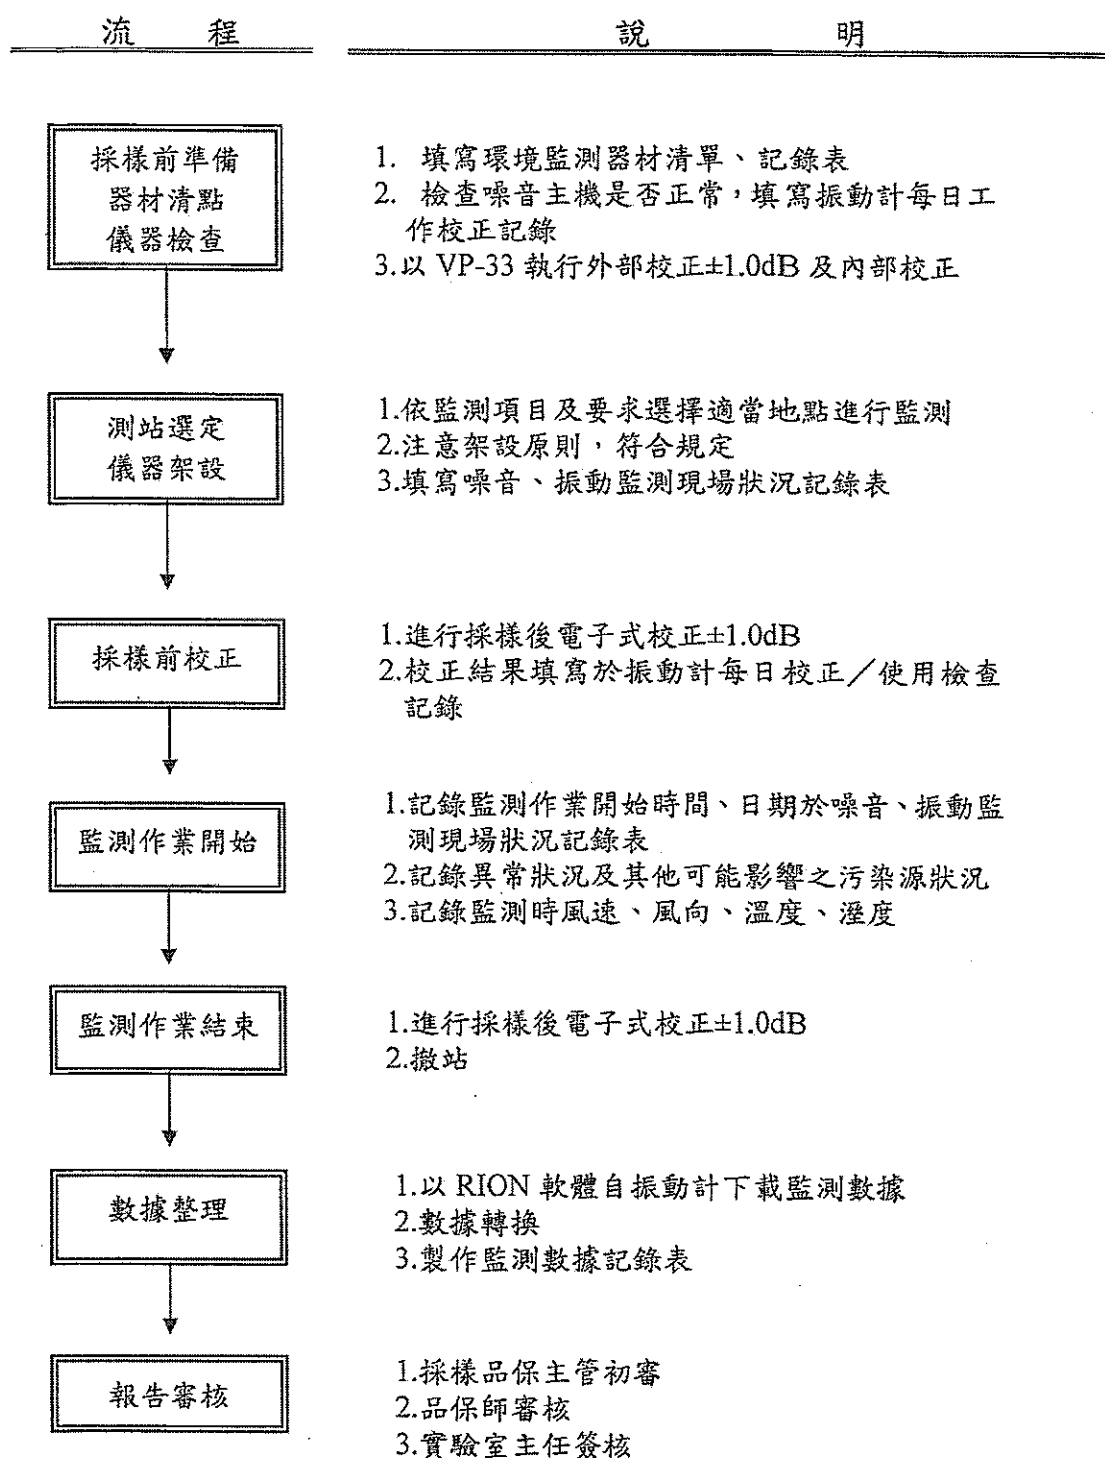 流程
說明
採樣前準備
器材清點
儀器檢查
1. 填寫環境監測器材清單、記錄表
2. 檢查噪音主機是否正常，填寫振動計每日工
作校正記錄
3.以 VP-33 執行外部校正±1.0dB 及內部校正
測站選定
儀器架設
1.依監測項目及要求選擇適當地點進行監測
2.注意架設原則，符合規定
3.填寫噪音、振動監測現場狀況記錄表
採樣前校正
1.進行採樣後電子式校正±1.0dB
2.校正結果填寫於振動計每日校正／使用檢查
記錄
監測作業開始
1.記錄監測作業開始時間、日期於噪音、振動監
測現場狀況記錄表
2.記錄異常狀況及其他可能影響之污染源狀況
3.記錄監測時風速、風向、溫度、溼度
監測作業結束
1.進行採樣後電子式校正±1.0dB
2.撤站
數據整理
1.以 RION 軟體自振動計下載監測數據
2.數據轉換
3.製作監測數據記錄表
報告審核
1.採樣品保主管初審
2.品保師審核
3.實驗室主任簽核